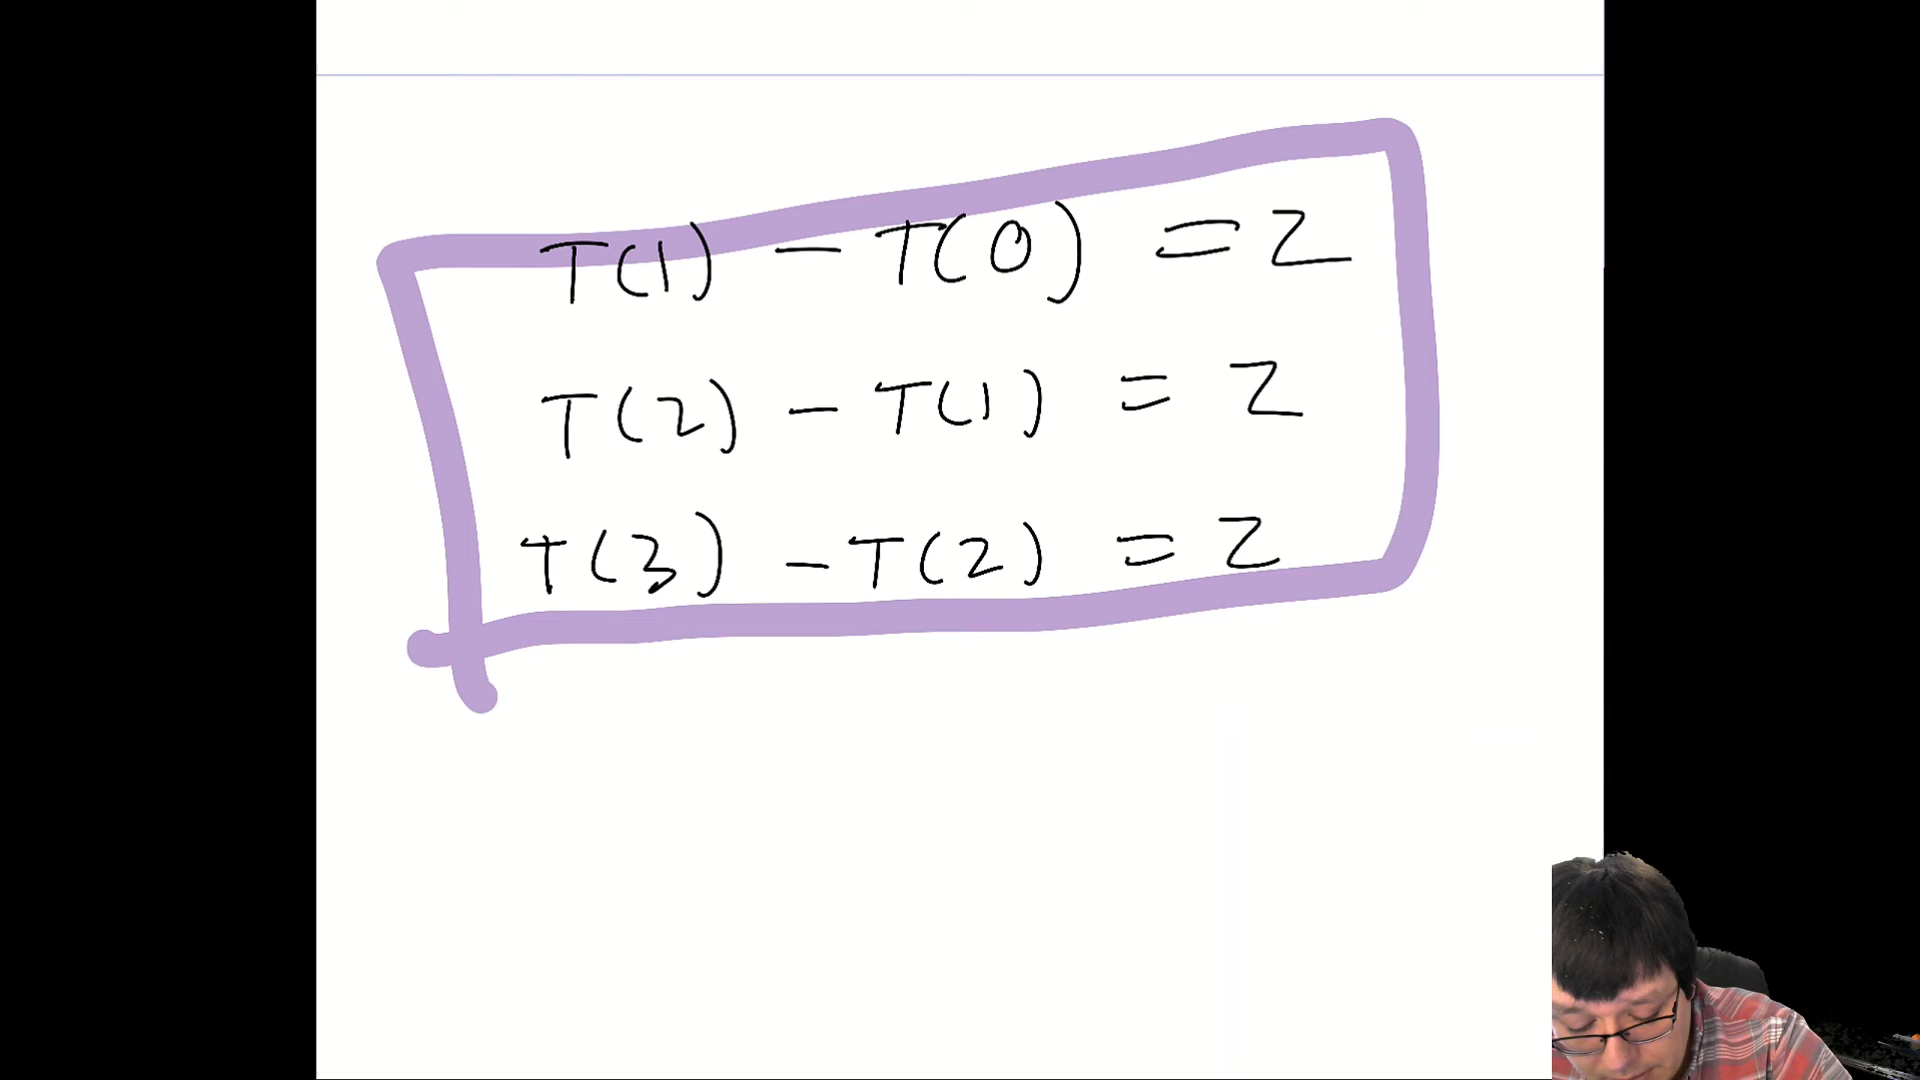 T(1) - T(0) = 2
T(2) - T(1) = 2
T(3) - T(2) = 2